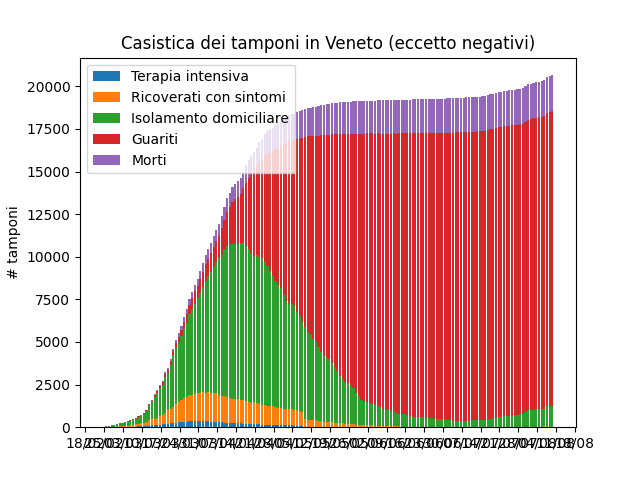 Casistica dei tamponi in Veneto (eccetto negativi)
Terapia intensiva
Ricoverati con sintomi
Isolamento domiciliare
Guariti
Morti
# tamponi
20000
17500
15000
12500
10000
7500
5000
2500
0